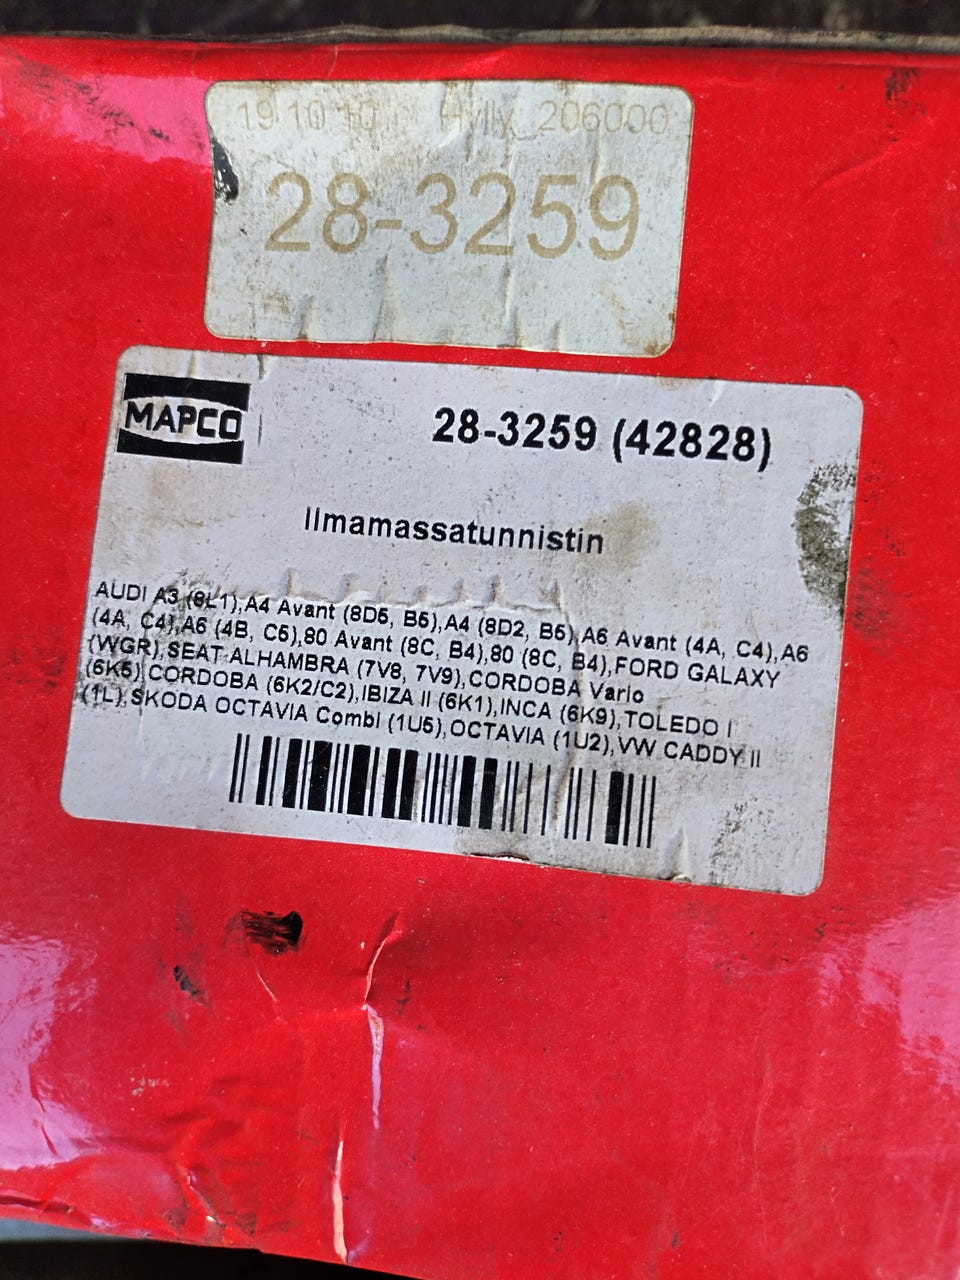 19 10 10 Hylly 206000
28-3259
MAPCO
28-3259 (42828)
Ilmamassatunnistin
AUDI A3 (8L1),A4 Avant (8D5, B5),A4 (8D2, B5),A6 Avant (4A, C4),A6
(4A, C4),A6 (4B, C5),80 Avant (8C, B4),80 (8C, B4),FORD GALAXY
(WGR),SEAT ALHAMBRA (7V8, 7V9),CORDOBA Vario
(6K5),CORDOBA (6K2/C2),IBIZA II (6K1),INCA (6K9),TOLEDO I
(1L),SKODA OCTAVIA Combi (1U5),OCTAVIA (1U2),VW CADDY II